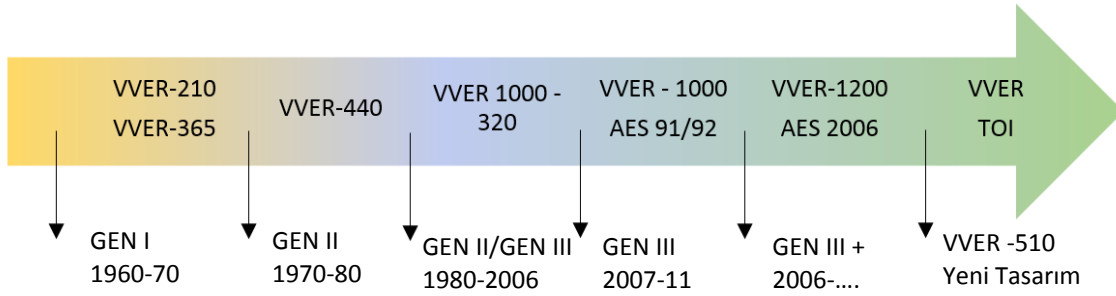 VVER-210
VVER-365
VVER-440
VVER 1000 -
320
VVER - 1000
AES 91/92
VVER-1200
AES 2006
VVER
TOI
GEN I
1960-70
GEN II
1970-80
GEN II/GEN III
1980-2006
GEN III
2007-11
GEN III +
2006-....
VVER -510
Yeni Tasarım